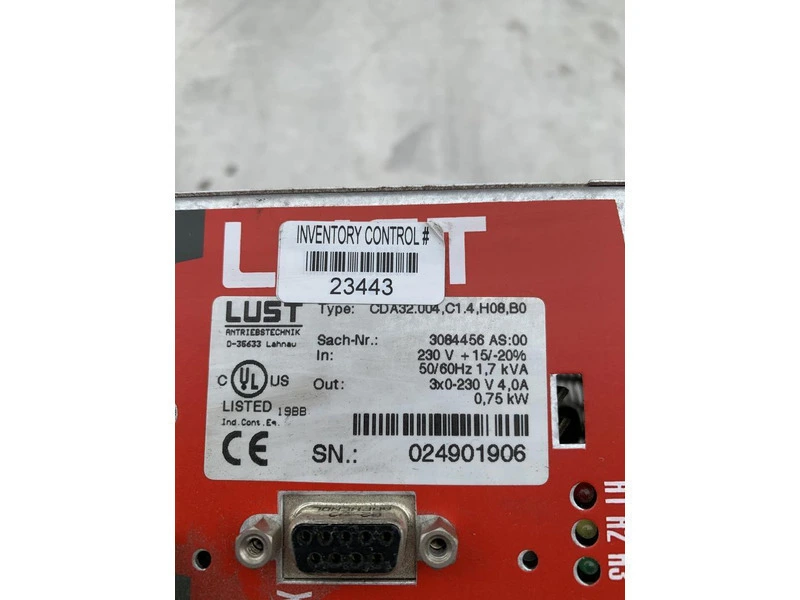 L ST
INVENTORY CONTROL #
23443
LUST
ANTRIEBSTECHNIK
D-35633 Lahnau
Type: CDA32.004,C1.4,H08,B0
Sach-Nr.: 3084456 AS:00
In: 230 V +15/-20%
50/60Hz 1,7 kVA
Out: 3x0-230 V 4,0A
0,75 kW
C UL US
LISTED 19BB
Ind.Cont.Eq.
CE
SN.: 024901906
H1 H2 H3
X